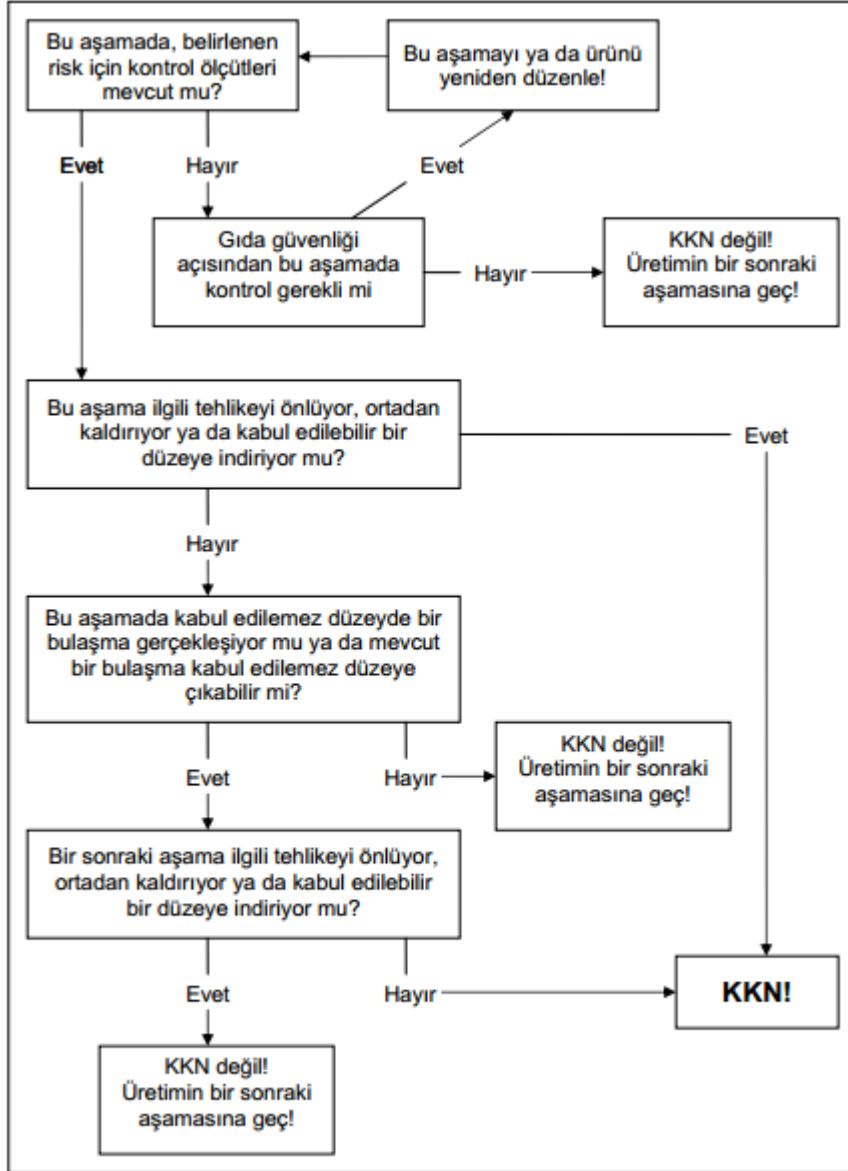 Bu aşamada, belirlenen
risk için kontrol ölçütleri
mevcut mu?
Bu aşamayı ya da ürünü
yeniden düzenle!
Evet
Hayır
Evet
Gıda güvenliği
açısından bu aşamada
kontrol gerekli mi
Hayır
KKN değil!
Üretimin bir sonraki
aşamasına geç!
Bu aşama ilgili tehlikeyi önlüyor, ortadan
kaldırıyor ya da kabul edilebilir bir
düzeye indiriyor mu?
Evet
Hayır
Bu aşamada kabul edilemez düzeyde bir
bulaşma gerçekleşiyor mu ya da mevcut
bir bulaşma kabul edilemez düzeye
çıkabilir mi?
Evet
Hayır
KKN değil!
Üretimin bir sonraki
aşamasına geç!
Bir sonraki aşama ilgili tehlikeyi önlüyor,
ortadan kaldırıyor ya da kabul edilebilir
bir düzeye indiriyor mu?
Evet
Hayır
KKN!
KKN değil!
Üretimin bir sonraki
aşamasına geç!